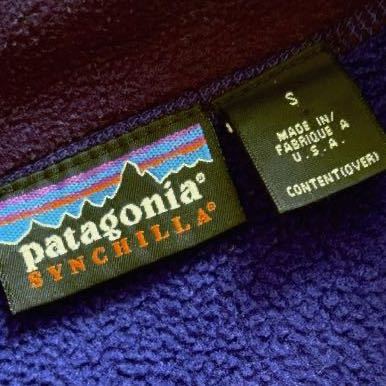 patagonia®
SYNCHILLA®
S
MADE IN/
FABRIQUE A
U.S.A.
CONTENT(OVER)